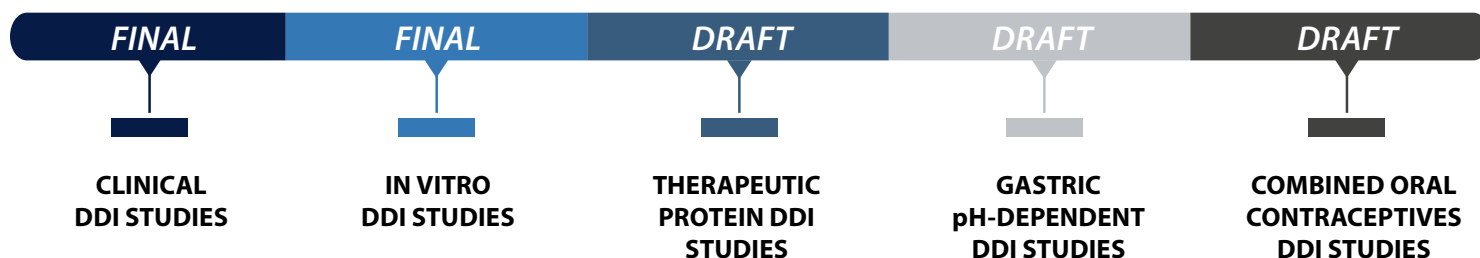 FINAL
FINAL
DRAFT
DRAFT
DRAFT
CLINICAL
DDI STUDIES
IN VITRO
DDI STUDIES
THERAPEUTIC
PROTEIN DDI
STUDIES
GASTRIC
pH-DEPENDENT
DDI STUDIES
COMBINED ORAL
CONTRACEPTIVES
DDI STUDIES